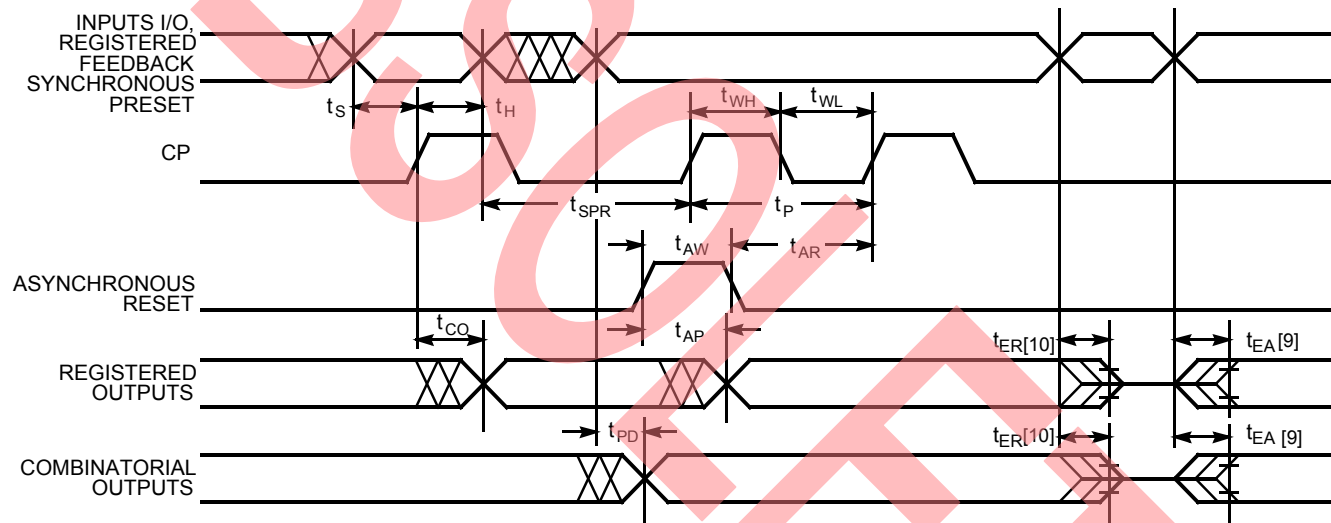 INPUTS I/O,
REGISTERED
FEEDBACK
SYNCHRONOUS
PRESET
tS
tH
tWH
tWL
CP
tSPR
tP
tAW
tAR
ASYNCHRONOUS
RESET
tCO
tAP
tER[10]
tEA[9]
REGISTERED
OUTPUTS
tPD
tER[10]
tEA [9]
COMBINATORIAL
OUTPUTS